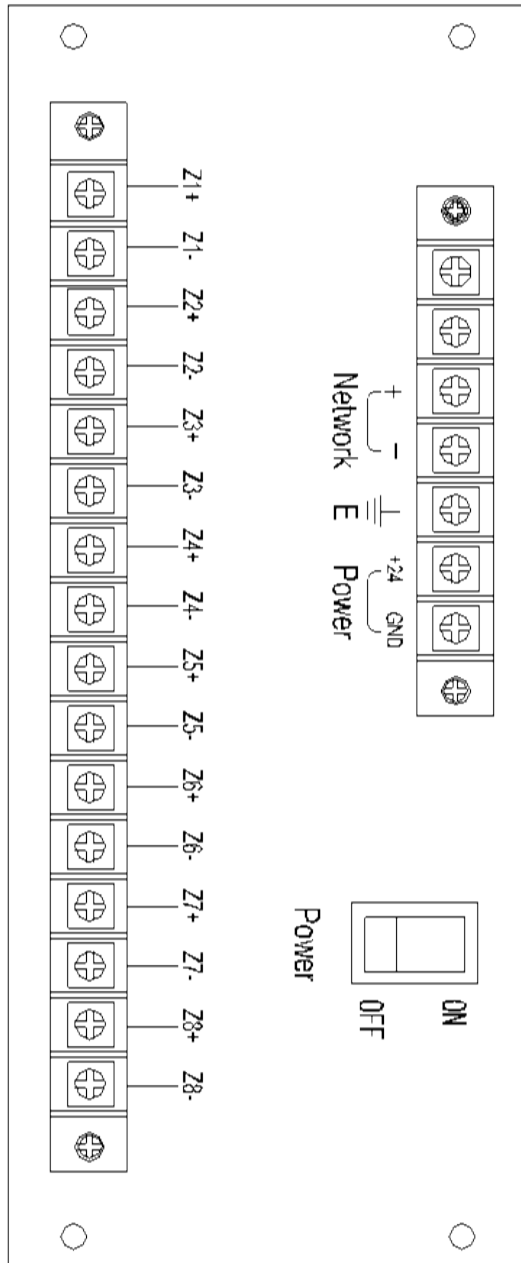 Z1+
Z1-
Z2+
Z2-
Z3+
Z3-
Z4+
Z4-
Z5+
Z5-
Z6+
Z6-
Z7+
Z7-
Z8+
Z8-
+ -
Network
E
+24 GND
Power
Power
OFF ON